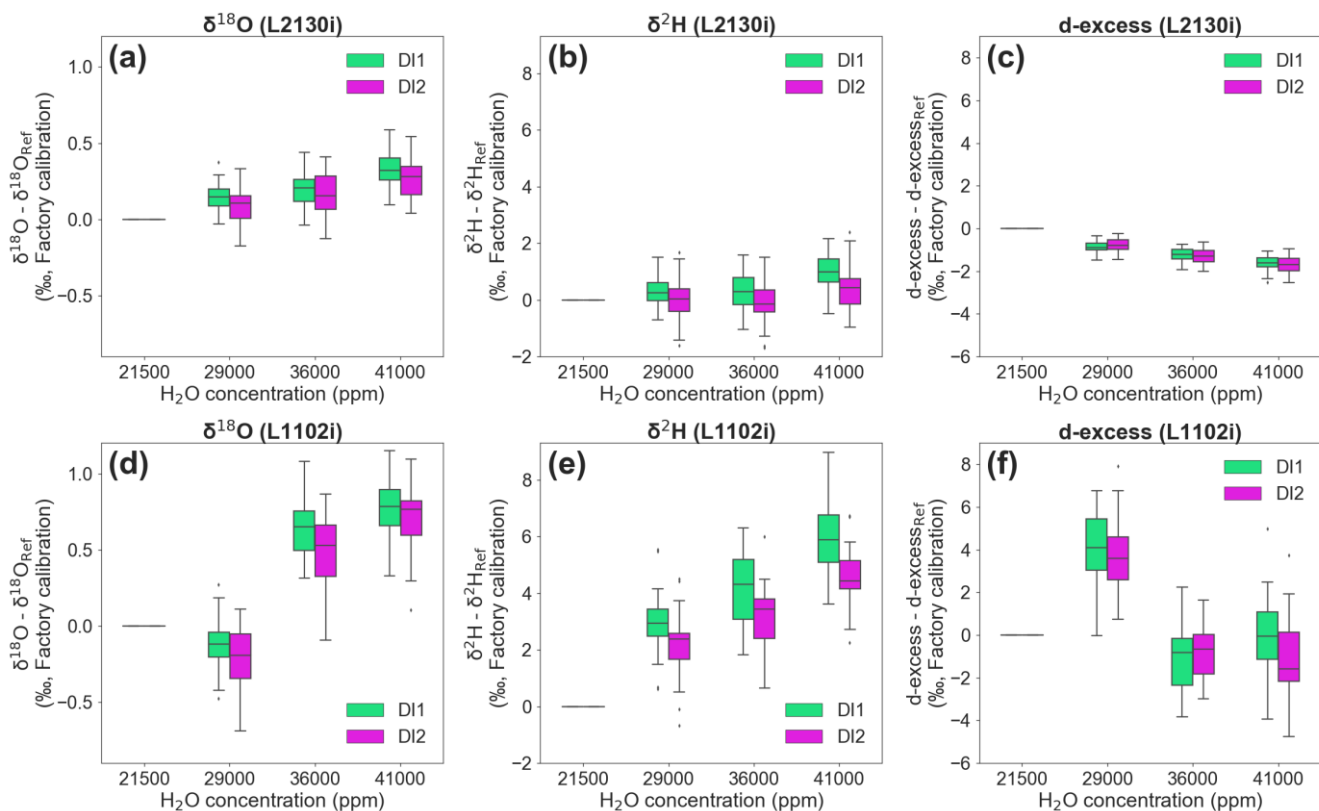 δ¹⁸O (L2130i)
(a)
DI1
DI2
1.0
0.5
0.0
−0.5
δ¹⁸O - δ¹⁸O_Ref
(‰, Factory calibration)
21500 29000 36000 41000
H₂O concentration (ppm)
δ²H (L2130i)
(b)
DI1
DI2
8
6
4
2
0
−2
δ²H - δ²H_Ref
(‰, Factory calibration)
21500 29000 36000 41000
H₂O concentration (ppm)
d-excess (L2130i)
(c)
DI1
DI2
8
6
4
2
0
−2
−4
−6
d-excess - d-excess_Ref
(‰, Factory calibration)
21500 29000 36000 41000
H₂O concentration (ppm)
δ¹⁸O (L1102i)
(d)
1.0
0.5
0.0
−0.5
δ¹⁸O - δ¹⁸O_Ref
(‰, Factory calibration)
DI1
DI2
21500 29000 36000 41000
H₂O concentration (ppm)
δ²H (L1102i)
(e)
8
6
4
2
0
−2
δ²H - δ²H_Ref
(‰, Factory calibration)
DI1
DI2
21500 29000 36000 41000
H₂O concentration (ppm)
d-excess (L1102i)
(f)
DI1
DI2
8
6
4
2
0
−2
−4
−6
d-excess - d-excess_Ref
(‰, Factory calibration)
21500 29000 36000 41000
H₂O concentration (ppm)